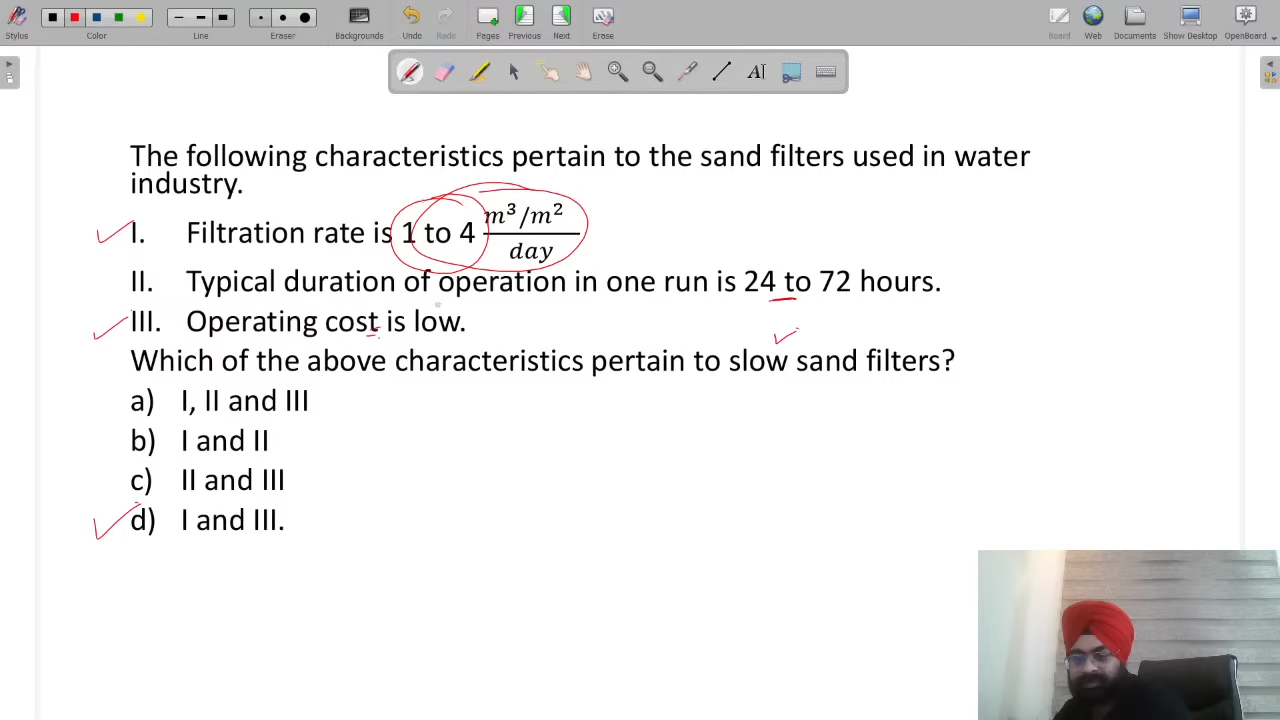 Stylus Color Line Eraser Backgrounds Undo Redo Pages Previous Next Erase Board Web Documents Show Desktop OpenBoard
The following characteristics pertain to the sand filters used in water
industry.
I. Filtration rate is 1 to 4 m³/m² / day
II. Typical duration of operation in one run is 24 to 72 hours.
III. Operating cost is low.
Which of the above characteristics pertain to slow sand filters?
a) I, II and III
b) I and II
c) II and III
d) I and III.